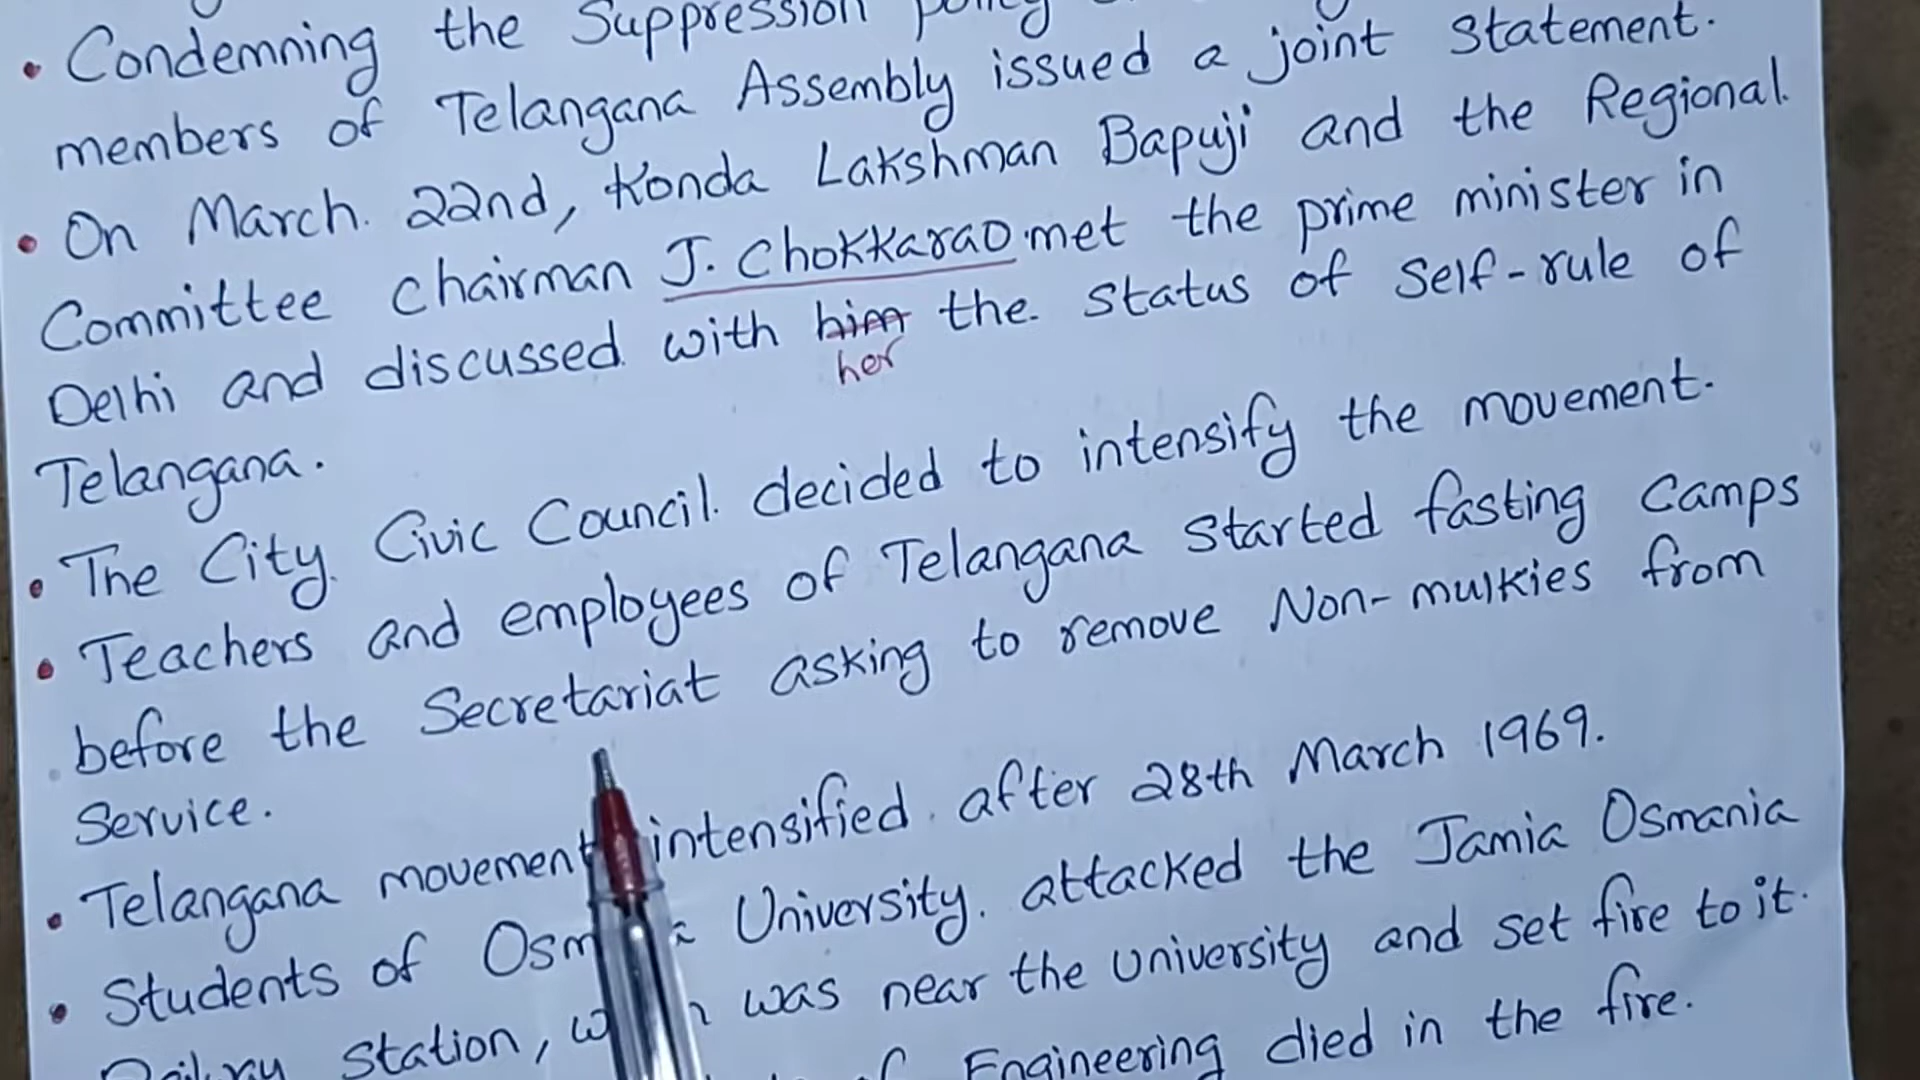 • Condemning the Suppression policy
members of Telangana Assembly issued a joint Statement.
• On March. 22nd, Konda Lakshman Bapuji and the Regional
Committee chairman J. Chokkarao met the prime minister in
Delhi and discussed with him her the status of Self-rule of
Telangana.
• The City Civic Council decided to intensify the movement.
• Teachers and employees of Telangana Started fasting Camps
before the Secretariat asking to remove Non-mulkies from
Service.
• Telangana movement intensified after 28th March 1969.
• Students of University attacked the Jamia Osmania
Railway Station, was near the University and set fire to it.
Engineering died in the fire.